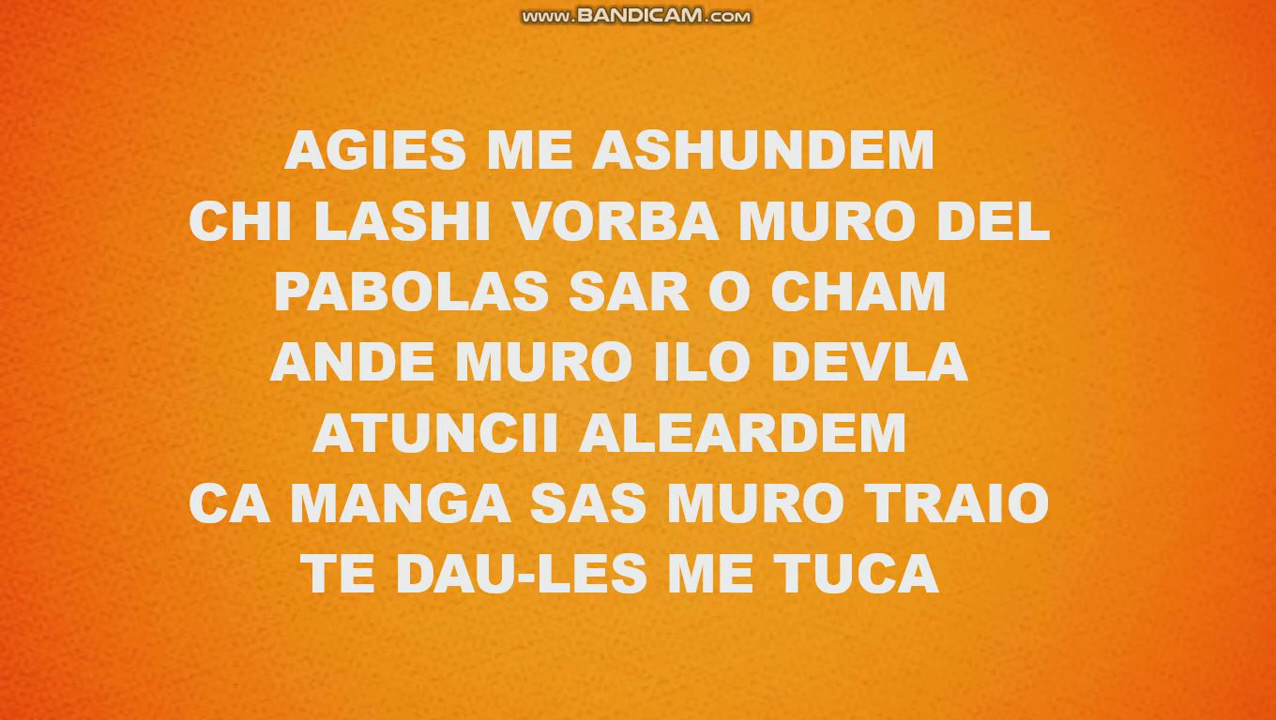 www.BANDICAM.com
AGIES ME ASHUNDEM
CHI LASHI VORBA MURO DEL
PABOLAS SAR O CHAM
ANDE MURO ILO DEVLA
ATUNCII ALEARDEM
CA MANGA SAS MURO TRAIO
TE DAU-LES ME TUCA